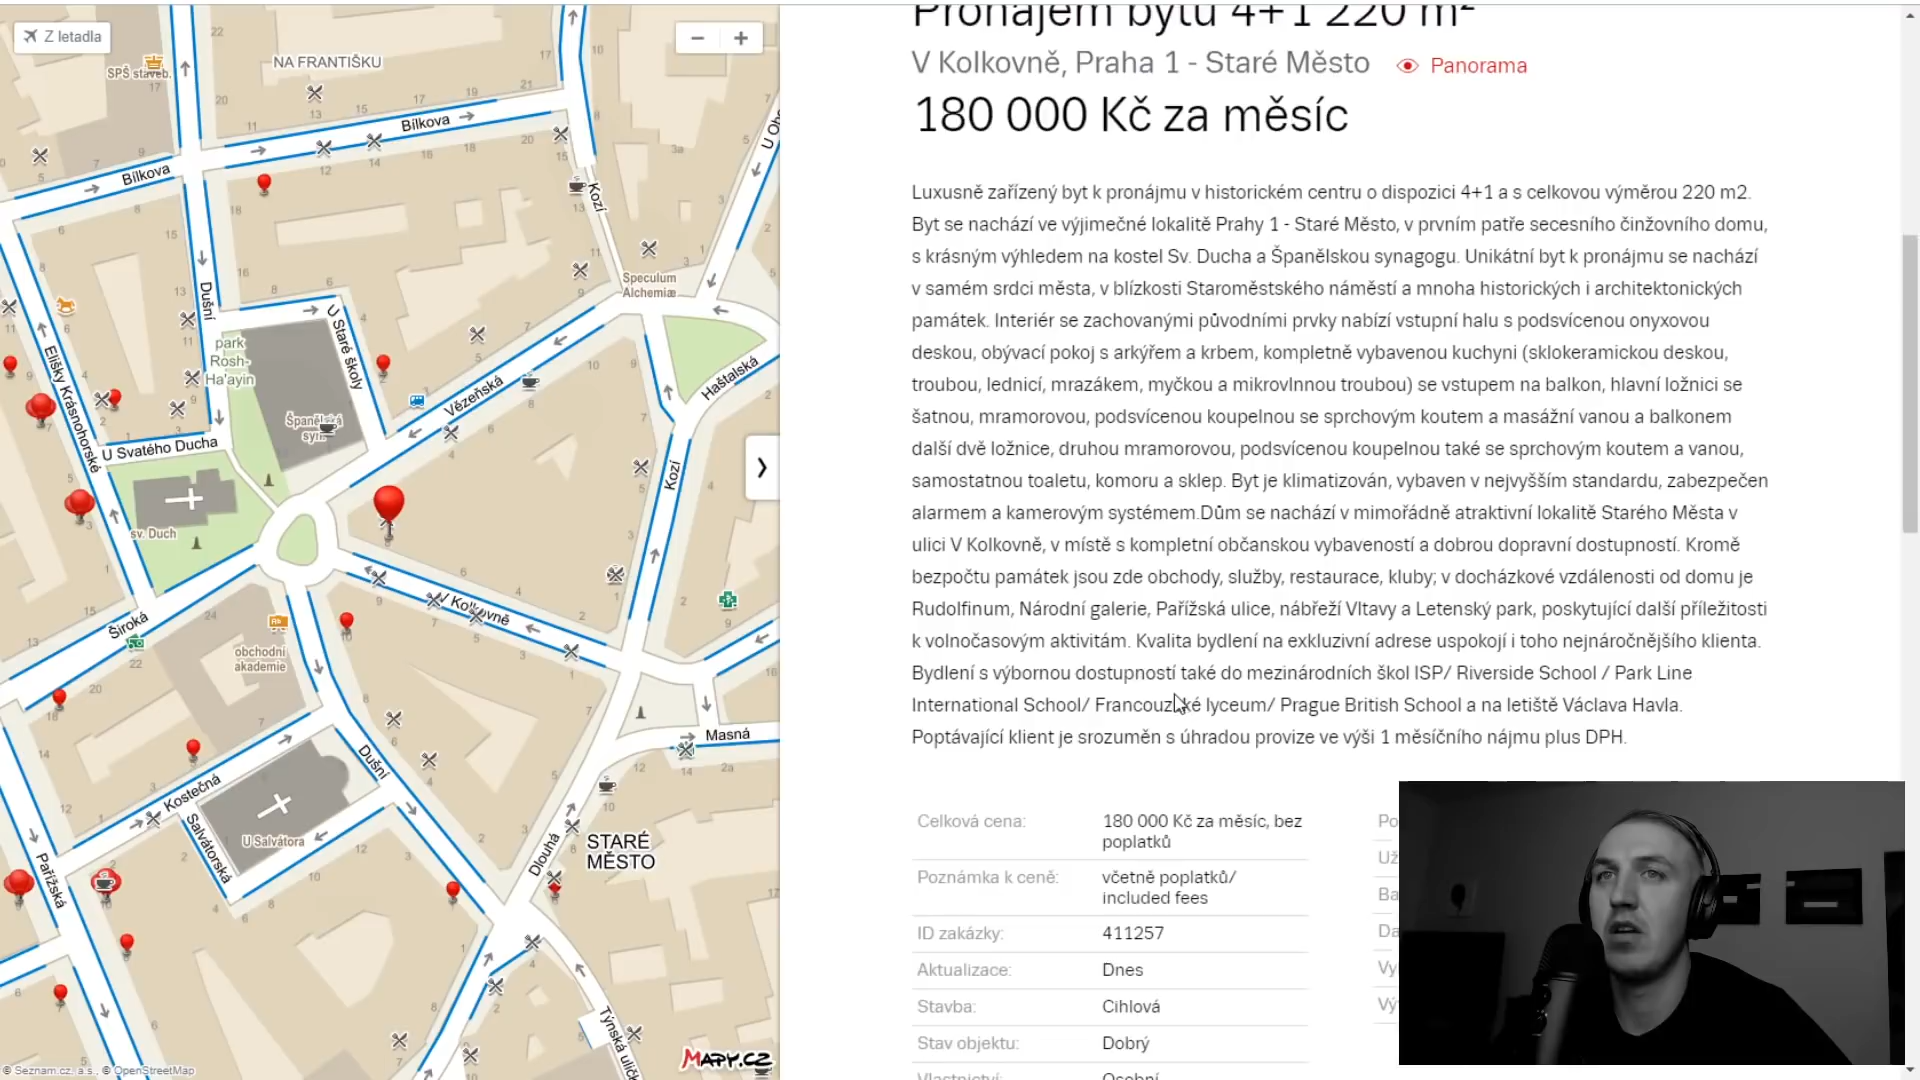 Z letadla
Pronájem bytu 4+1 220 m²
V Kolkovně, Praha 1 - Staré Město
Panorama
180 000 Kč za měsíc
Luxusně zařízený byt k pronájmu v historickém centru o dispozici 4+1 a s celkovou výměrou 220 m2.
Byt se nachází ve výjimečné lokalitě Prahy 1 - Staré Město, v prvním patře secesního činžovního domu,
s krásným výhledem na kostel Sv. Ducha a Španělskou synagogu. Unikátní byt k pronájmu se nachází
v samém srdci města, v blízkosti Staroměstského náměstí a mnoha historických i architektonických
památek. Interiér se zachovanými původními prvky nabízí vstupní halu s podsvícenou onyxovou
deskou, obývací pokoj s arkýřem a krbem, kompletně vybavenou kuchyni (sklokeramickou deskou,
troubou, lednicí, mrazákem, myčkou a mikrovlnnou troubou) se vstupem na balkon, hlavní ložnici se
šatnou, mramorovou, podsvícenou koupelnou se sprchovým koutem a masážní vanou a balkonem
další dvě ložnice, druhou mramorovou, podsvícenou koupelnou také se sprchovým koutem a vanou,
samostatnou toaletu, komoru a sklep. Byt je klimatizován, vybaven v nejvyšším standardu, zabezpečen
alarmem a kamerovým systémem.Dům se nachází v mimořádně atraktivní lokalitě Starého Města v
ulici V Kolkovně, v místě s kompletní občanskou vybaveností a dobrou dopravní dostupností. Kromě
bezpočtu památek jsou zde obchody, služby, restaurace, kluby; v docházkové vzdálenosti od domu je
Rudolfinum, Národní galerie, Pařížská ulice, nábřeží Vltavy a Letenský park, poskytující další příležitosti
k volnočasovým aktivitám. Kvalita bydlení na exkluzivní adrese uspokojí i toho nejnáročnějšího klienta.
Bydlení s výbornou dostupností také do mezinárodních škol ISP/ Riverside School / Park Line
International School/ Francouzské lyceum/ Prague British School a na letiště Václava Havla.
Poptávající klient je srozuměn s úhradou provize ve výši 1 měsíčního nájmu plus DPH.
Celková cena:
180 000 Kč za měsíc, bez
poplatků
Poznámka k ceně:
včetně poplatků/
included fees
ID zakázky:
411257
Aktualizace:
Dnes
Stavba:
Cihlová
Stav objektu:
Dobrý
Vlastnictví:
Osobní
Po
Už
Ba
Da
Vy
Vý
SPŠ staveb.
NA FRANTIŠKU
Bílkova
Bílkova
Kozí
Dušní
U Staré školy
Speculum
Alchemiæ
park
Rosh-
Ha'ayin
Elišky Krásnohorské
Vězeňská
Haštalská
U Svatého Ducha
sv. Duch
Kozí
Široká
V Kolkovně
obchodní
akademie
Kostečná
Dušní
Masná
Salvátorská
U Salvátora
Dlouhá
STARÉ
MĚSTO
Pařížská
Mapy.cz
© Seznam.cz, a.s., © OpenStreetMap